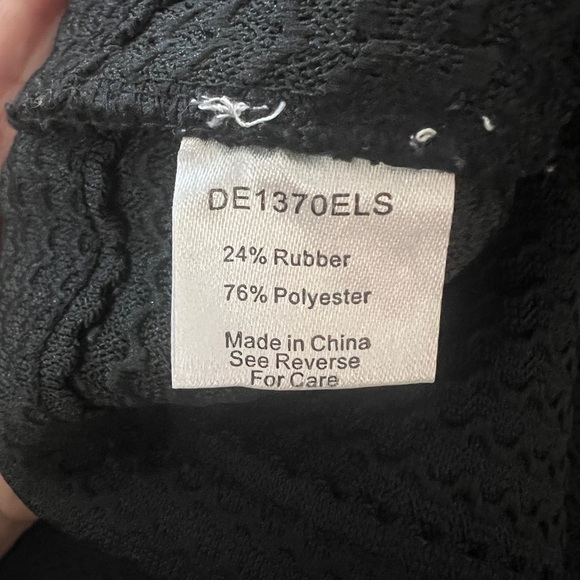 DE1370ELS
24% Rubber
76% Polyester
Made in China
See Reverse
For Care